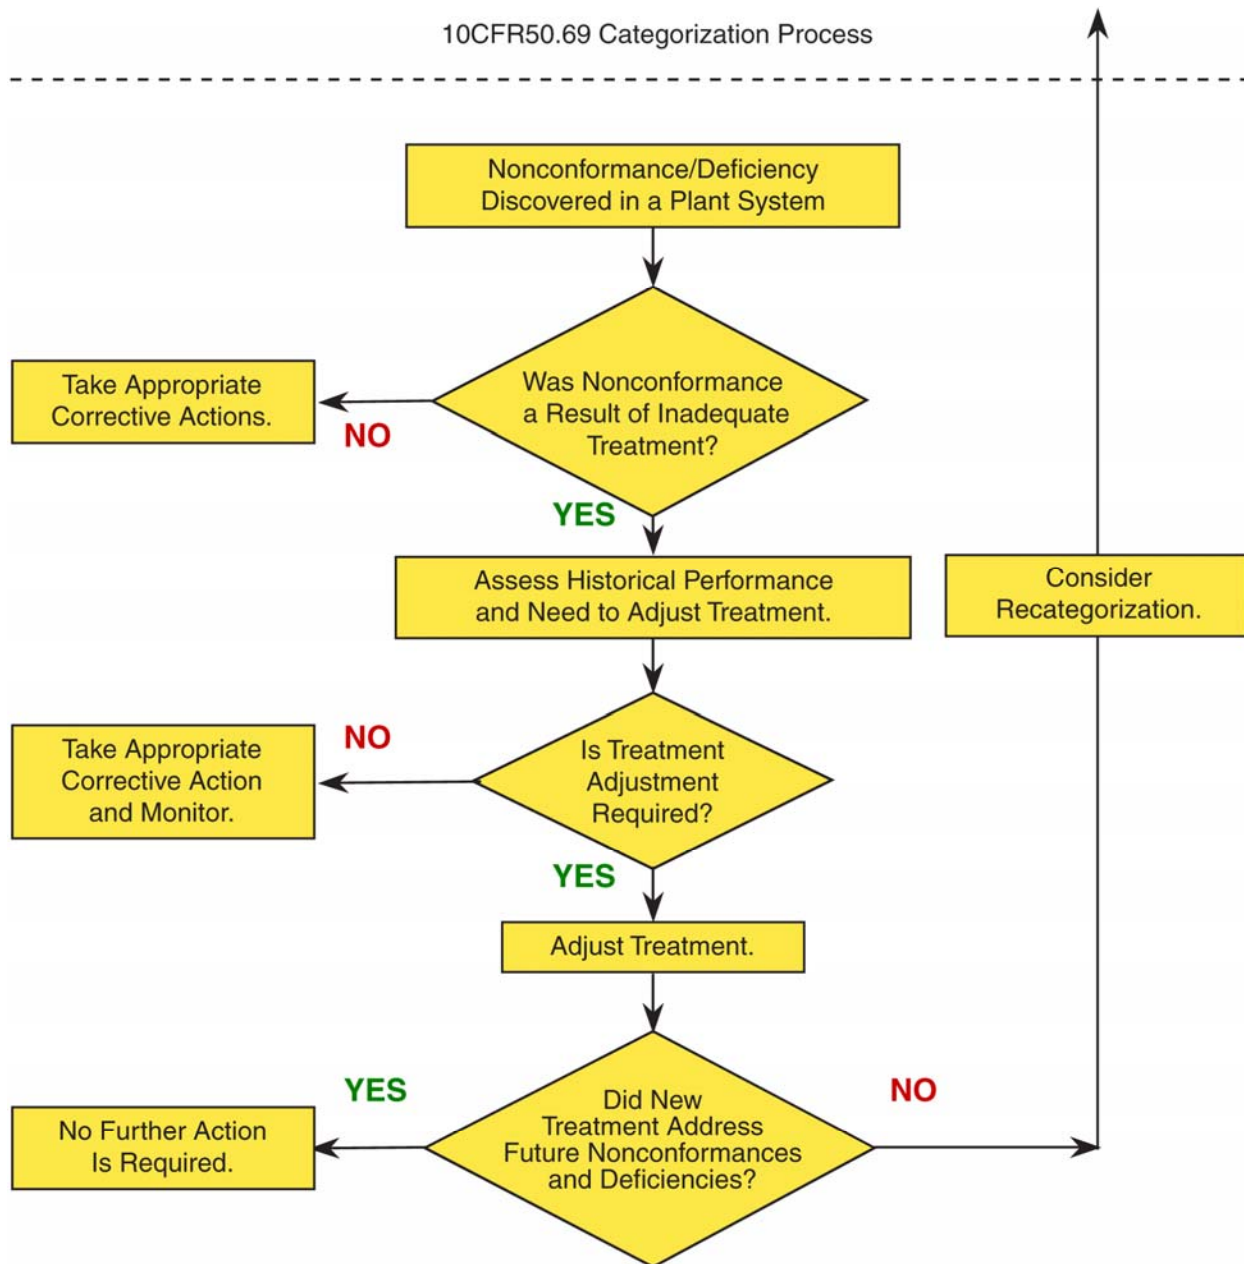 10CFR50.69 Categorization Process
Nonconformance/Deficiency
Discovered in a Plant System
Was Nonconformance
a Result of Inadequate
Treatment?
Take Appropriate
Corrective Actions.
NO
YES
Assess Historical Performance
and Need to Adjust Treatment.
Consider
Recategorization.
Is Treatment
Adjustment
Required?
NO
Take Appropriate
Corrective Action
and Monitor.
YES
Adjust Treatment.
Did New
Treatment Address
Future Nonconformances
and Deficiencies?
YES
NO
No Further Action
Is Required.